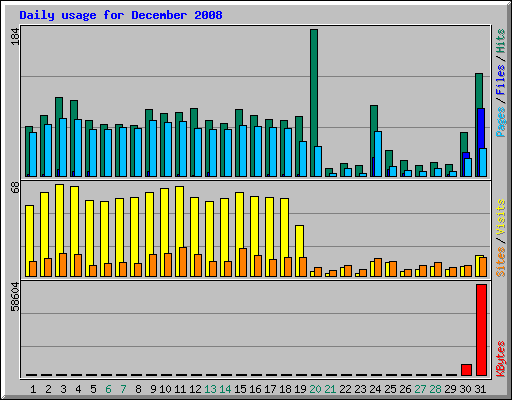 Daily usage for December 2008
184
Pages / Files / Hits
68
Sites / Visits
58604
KBytes
1 2 3 4 5 6 7 8 9 10 11 12 13 14 15 16 17 18 19 20 21 22 23 24 25 26 27 28 29 30 31